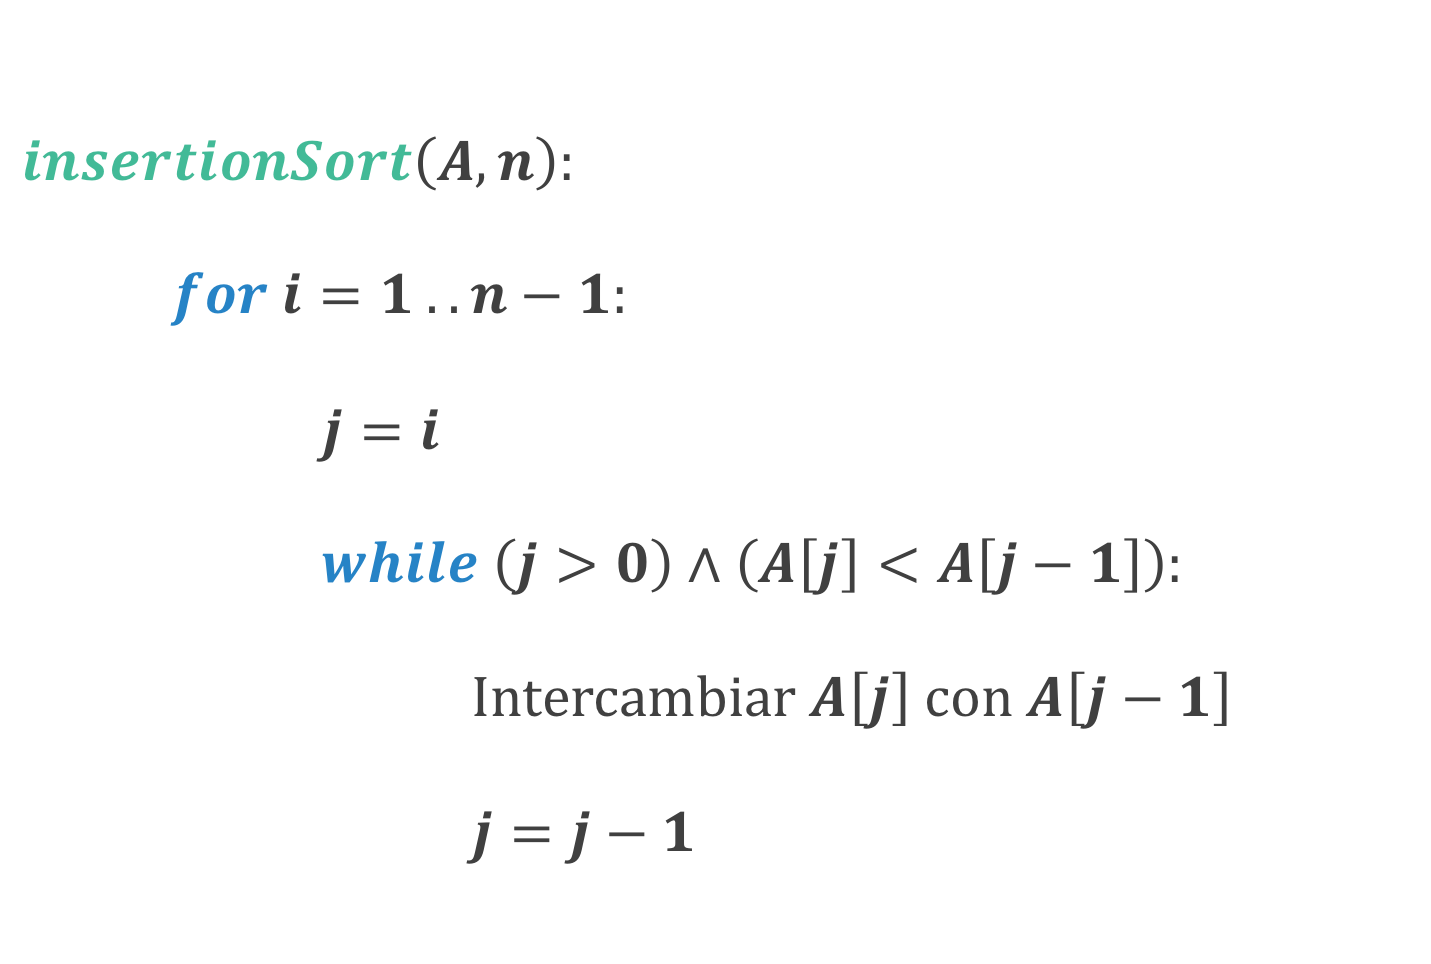 insertionSort(A, n):
for i = 1 . . n − 1:
j = i
while (j > 0) ∧ (A[j] < A[j − 1]):
Intercambiar A[j] con A[j − 1]
j = j − 1